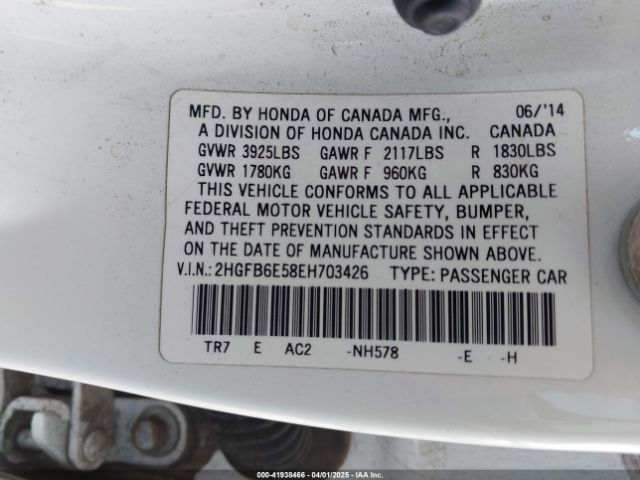 MFD. BY HONDA OF CANADA MFG., 06/'14
A DIVISION OF HONDA CANADA INC. CANADA
GVWR 3925LBS GAWR F 2117LBS R 1830LBS
GVWR 1780KG GAWR F 960KG R 830KG
THIS VEHICLE CONFORMS TO ALL APPLICABLE
FEDERAL MOTOR VEHICLE SAFETY, BUMPER,
AND THEFT PREVENTION STANDARDS IN EFFECT
ON THE DATE OF MANUFACTURE SHOWN ABOVE.
V.I.N.: 2HGFB6E58EH703426 TYPE: PASSENGER CAR
TR7 E AC2 -NH578 -E -H
000-41938466 - 04/01/2025 - IAA Inc.